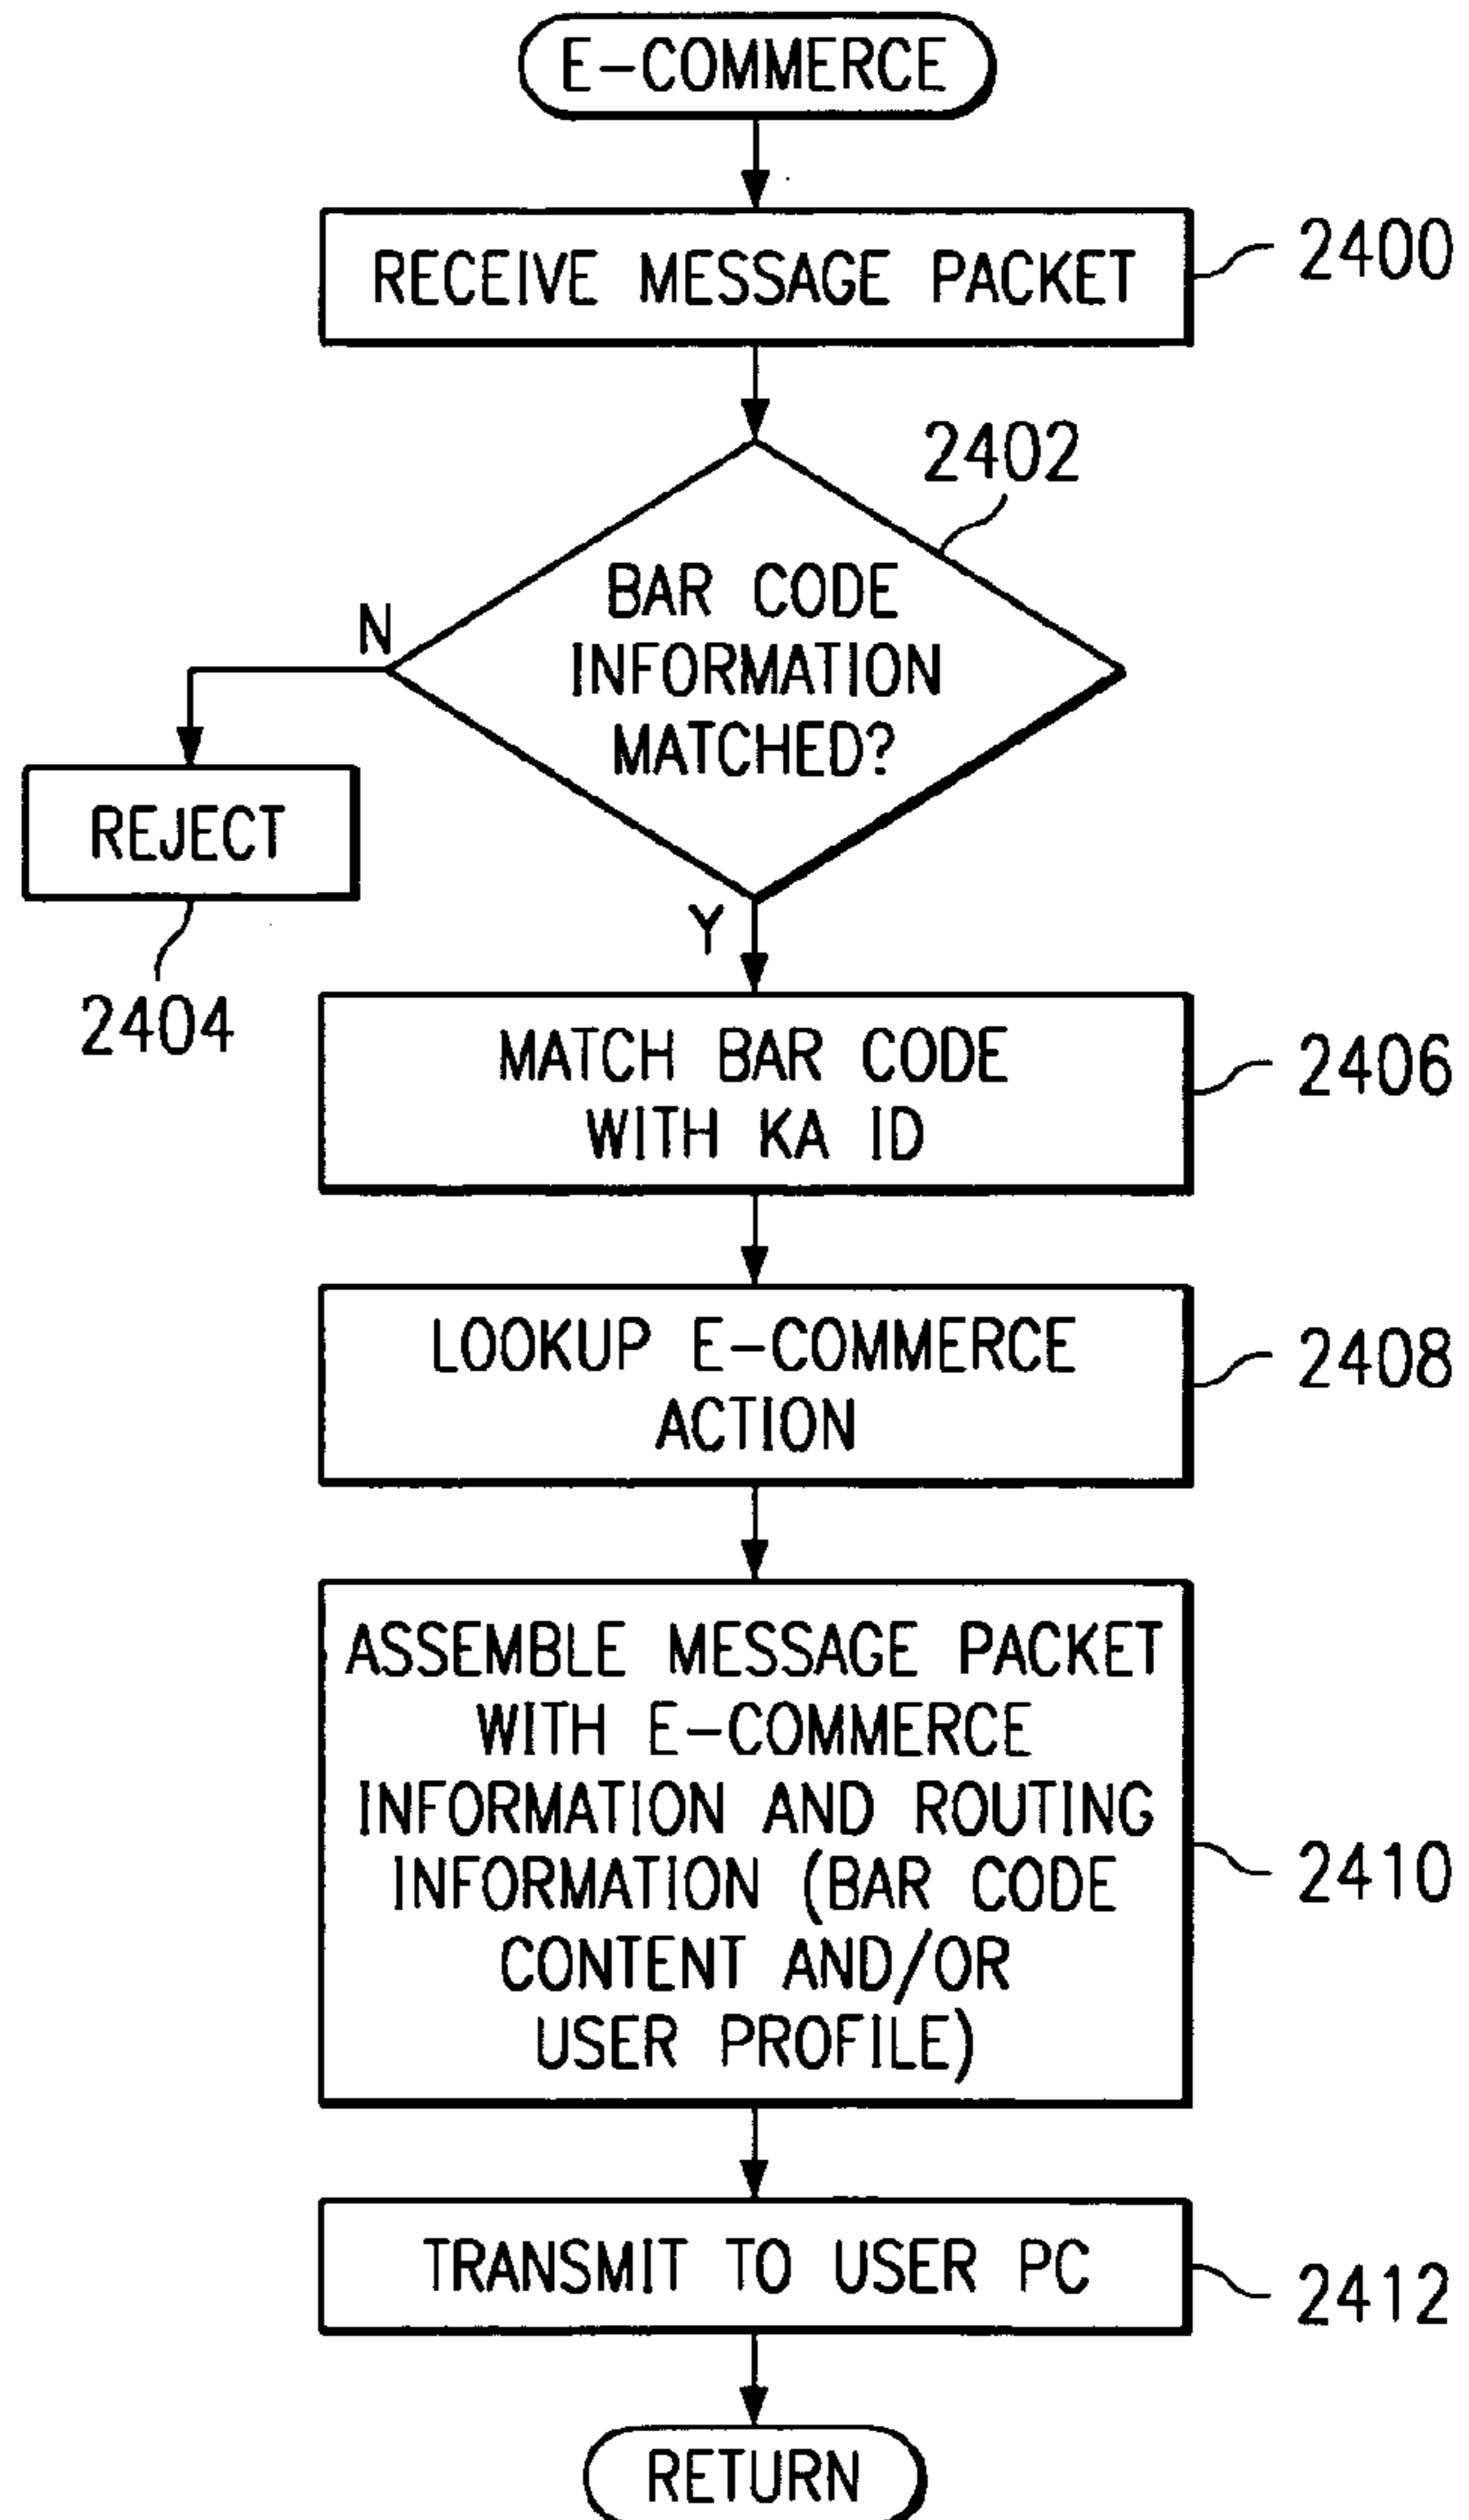 E-COMMERCE
RECEIVE MESSAGE PACKET
2400
2402
BAR CODE
INFORMATION
MATCHED?
N
REJECT
2404
Y
MATCH BAR CODE
WITH KA ID
2406
LOOKUP E-COMMERCE
ACTION
2408
ASSEMBLE MESSAGE PACKET
WITH E-COMMERCE
INFORMATION AND ROUTING
INFORMATION (BAR CODE
CONTENT AND/OR
USER PROFILE)
2410
TRANSMIT TO USER PC
2412
RETURN